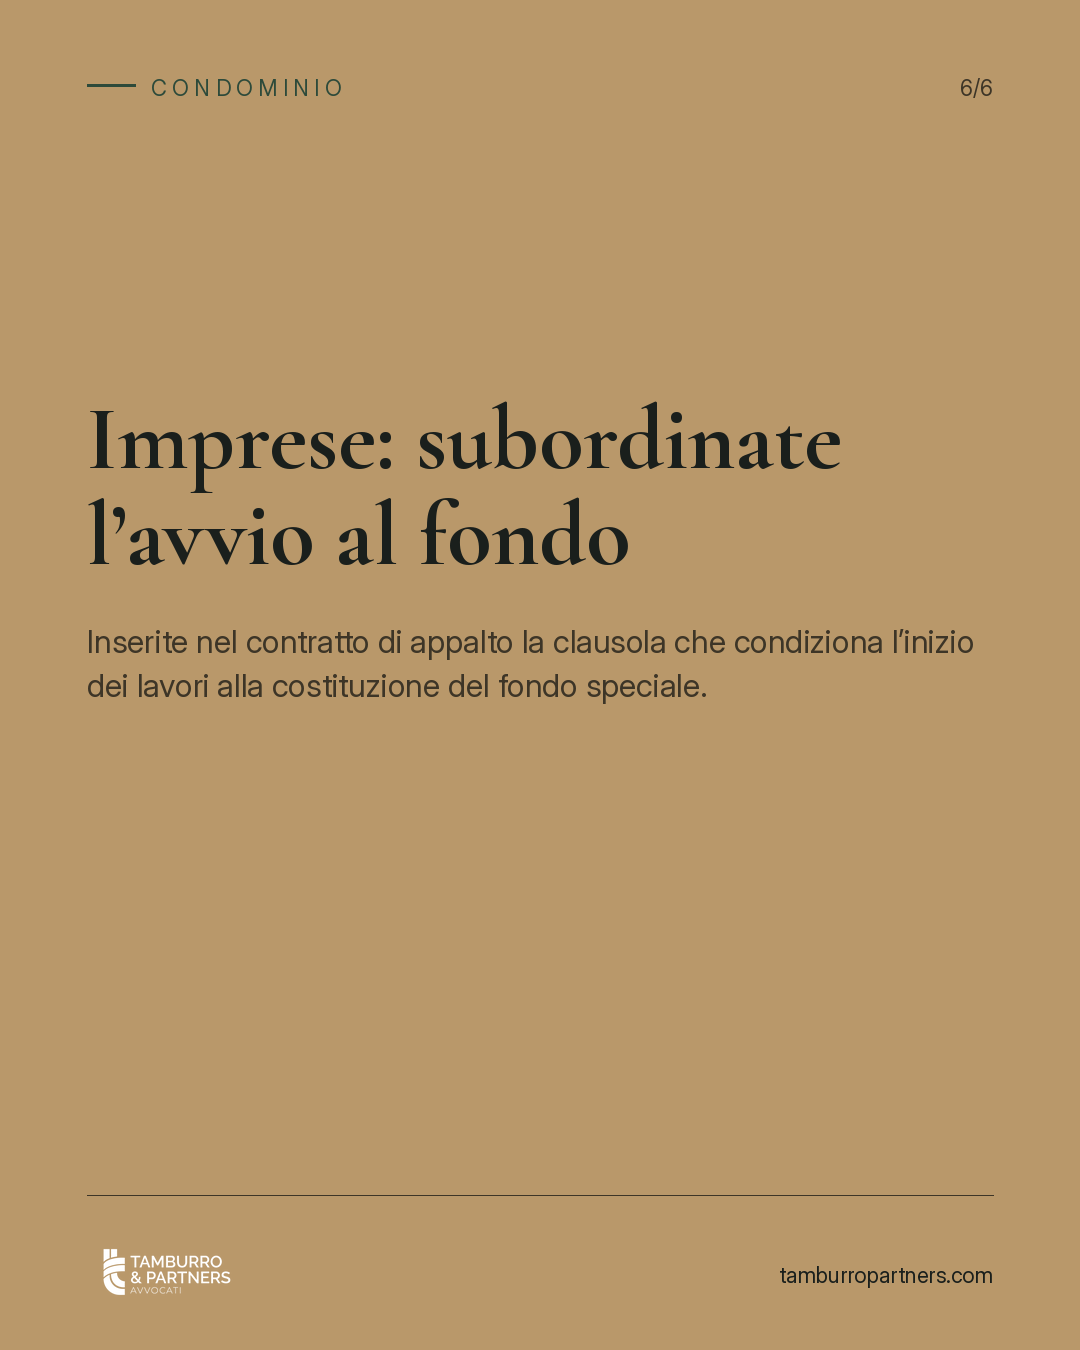 CONDOMINIO
6/6
Imprese: subordinate
l’avvio al fondo
Inserite nel contratto di appalto la clausola che condiziona l’inizio
dei lavori alla costituzione del fondo speciale.
TAMBURRO
& PARTNERS
AVVOCATI
tamburropartners.com